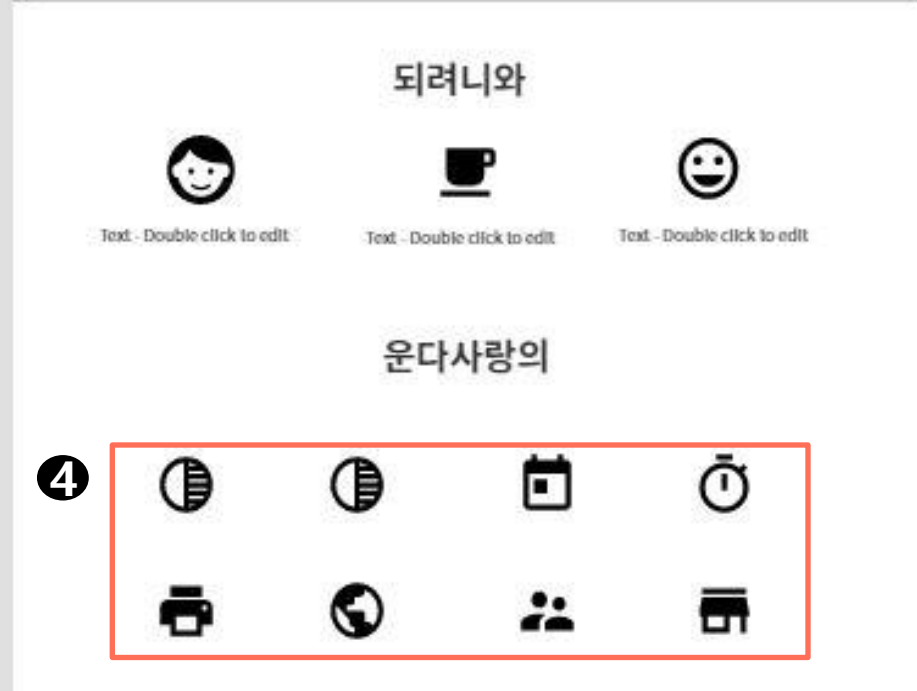 되려니와
Text - Double click to edit
Text - Double click to edit
Text - Double click to edit
운다사랑의
4